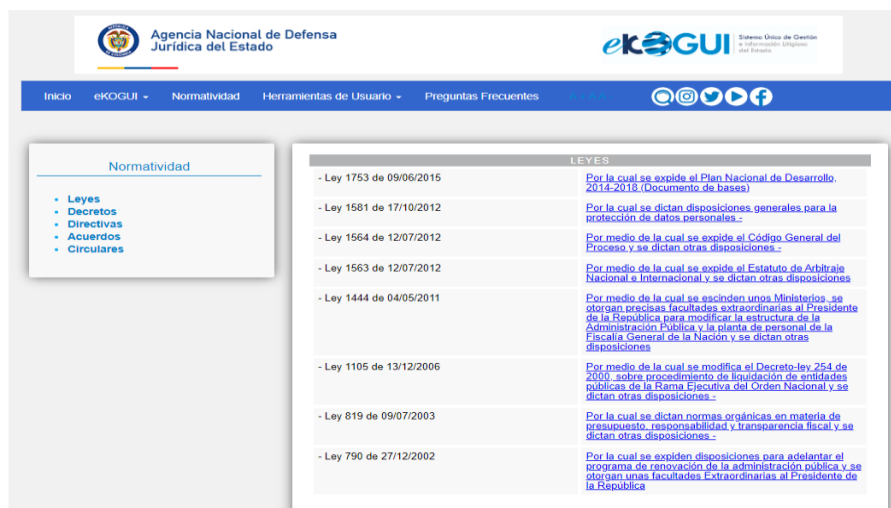 Agencia Nacional de Defensa
Jurídica del Estado
eKOGUI
Sistema Único de Gestión
e Información Litigiosa
del Estado
Inicio eKOGUI Normatividad Herramientas de Usuario Preguntas Frecuentes
Normatividad
Leyes
Decretos
Directivas
Acuerdos
Circulares
LEYES
- Ley 1753 de 09/06/2015
Por la cual se expide el Plan Nacional de Desarrollo,
2014-2018 (Documento de bases)
- Ley 1581 de 17/10/2012
Por la cual se dictan disposiciones generales para la
protección de datos personales -
- Ley 1564 de 12/07/2012
Por medio de la cual se expide el Código General del
Proceso y se dictan otras disposiciones -
- Ley 1563 de 12/07/2012
Por medio de la cual se expide el Estatuto de Arbitraje
Nacional e Internacional y se dictan otras disposiciones
- Ley 1444 de 04/05/2011
Por medio de la cual se escinden unos Ministerios, se
otorgan precisas facultades extraordinarias al Presidente
de la República para modificar la estructura de la
Administración Pública y la planta de personal de la
Fiscalía General de la Nación y se dictan otras
disposiciones
- Ley 1105 de 13/12/2006
Por medio de la cual se modifica el Decreto-ley 254 de
2000, sobre procedimiento de liquidación de entidades
públicas de la Rama Ejecutiva del Orden Nacional y se
dictan otras disposiciones -
- Ley 819 de 09/07/2003
Por la cual se dictan normas orgánicas en materia de
presupuesto, responsabilidad y transparencia fiscal y se
dictan otras disposiciones -
- Ley 790 de 27/12/2002
Por la cual se expiden disposiciones para adelantar el
programa de renovación de la administración pública y se
otorgan unas facultades Extraordinarias al Presidente de
la República